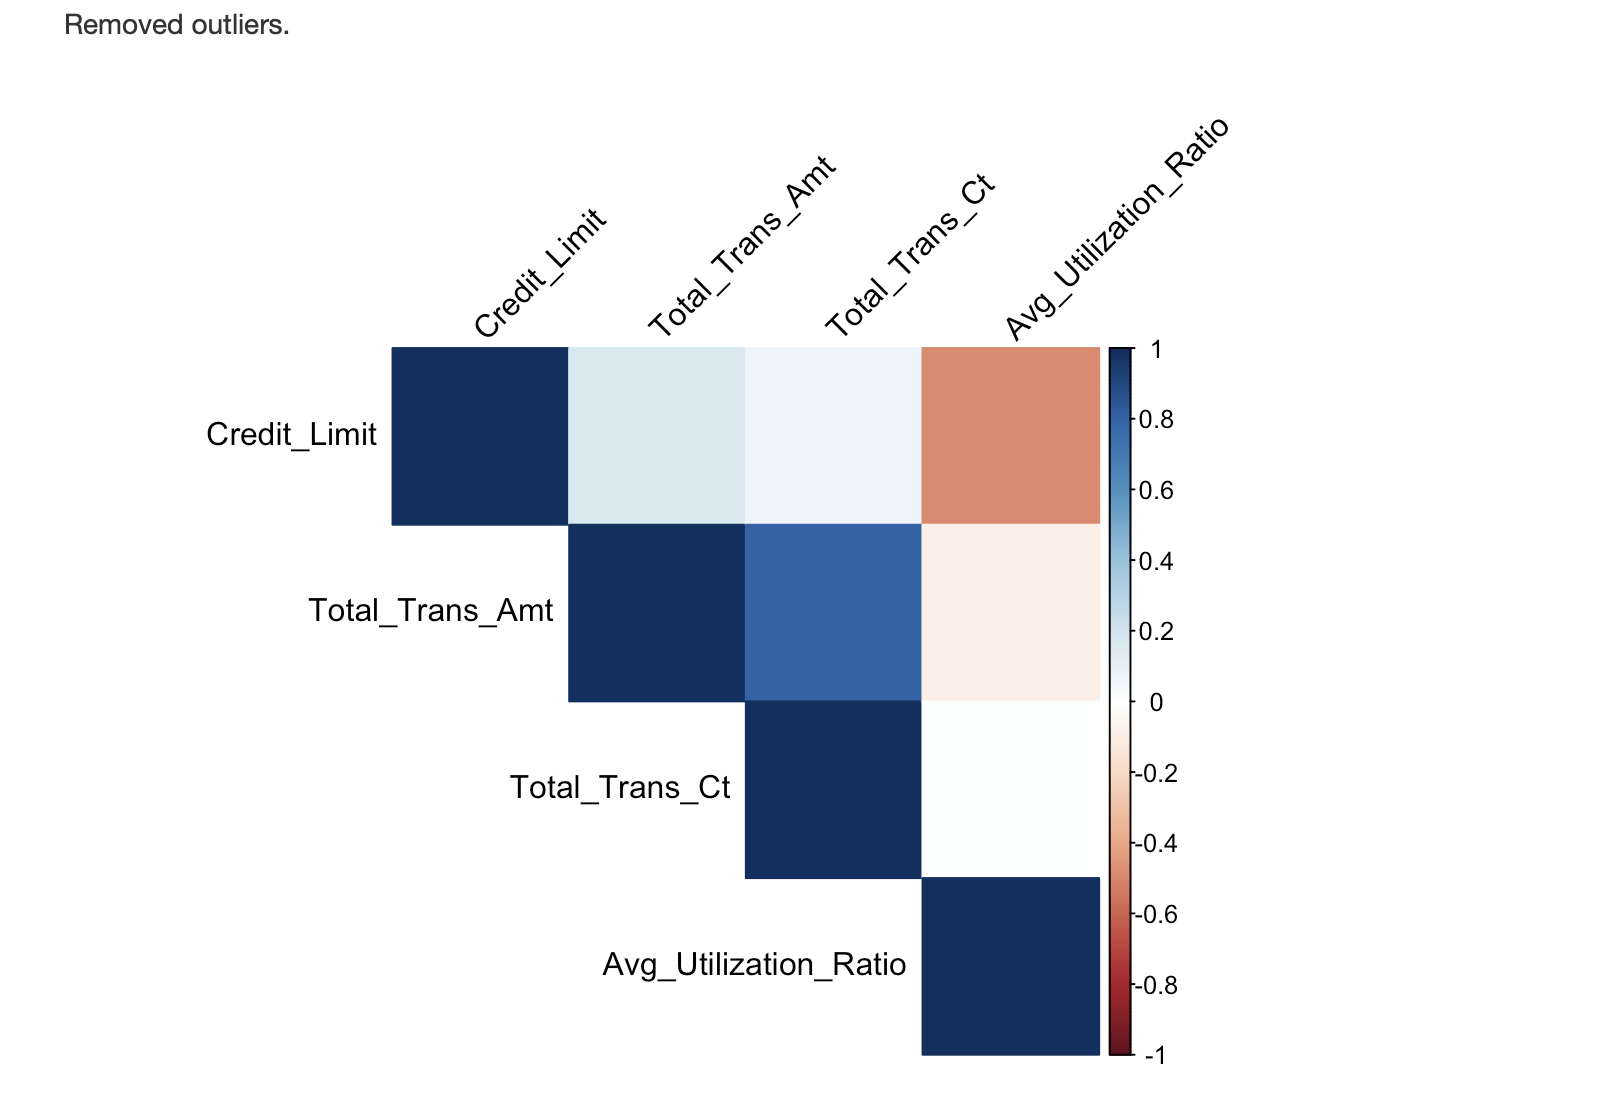 Removed outliers.
Credit_Limit
Total_Trans_Amt
Total_Trans_Ct
Avg_Utilization_Ratio
Credit_Limit
Total_Trans_Amt
Total_Trans_Ct
Avg_Utilization_Ratio
1
0.8
0.6
0.4
0.2
0
-0.2
-0.4
-0.6
-0.8
-1